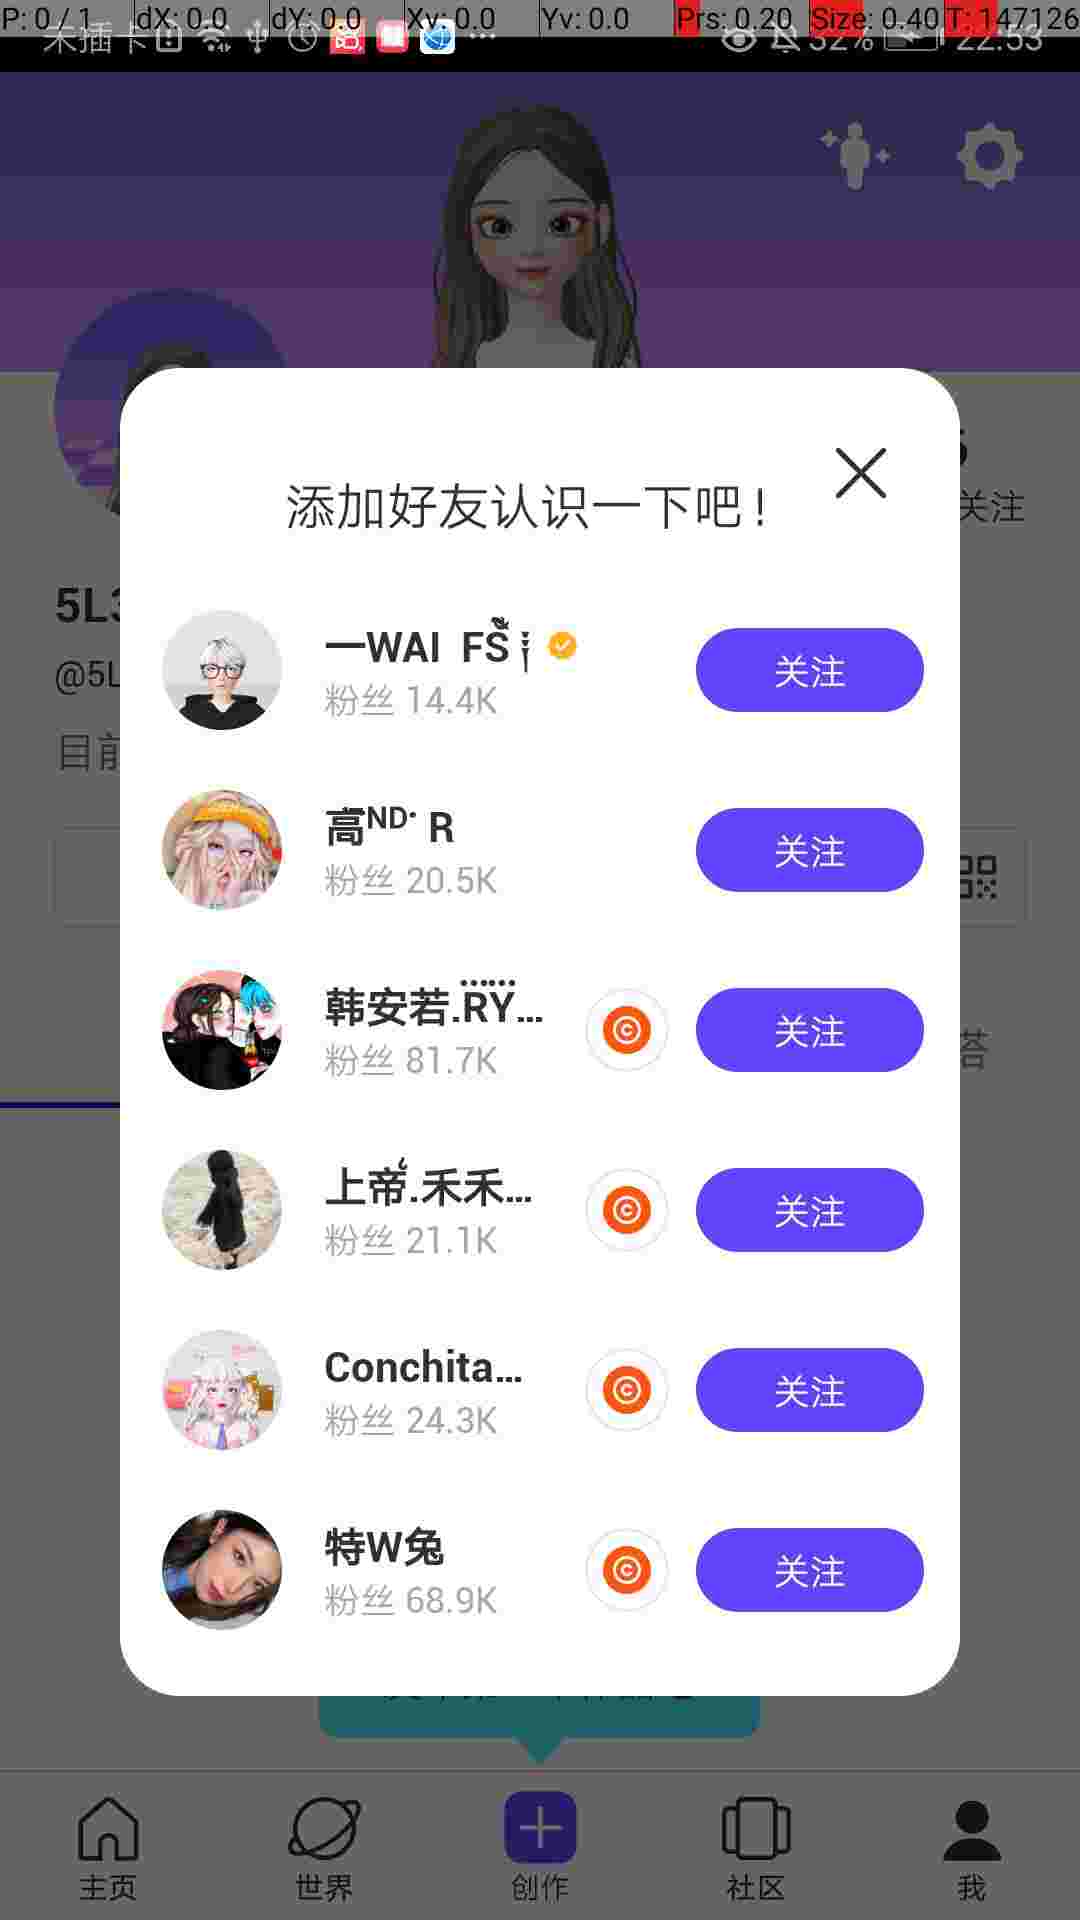 P: 0 / 1 dX: 0.0 dY: 0.0 Xv: 0.0 Yv: 0.0 Prs: 0.20 Size: 0.40 T: 147126
未插卡 32% 22:53
关注
添加好友认识一下吧！
5L3
@5L
目前
一WAI FS
粉丝 14.4K
关注
高ᴺᴰ· R
粉丝 20.5K
关注
韩安若.RY...
粉丝 81.7K
关注
上帝.禾禾...
粉丝 21.1K
关注
Conchita...
粉丝 24.3K
关注
特W兔
粉丝 68.9K
关注
主页 世界 创作 社区 我